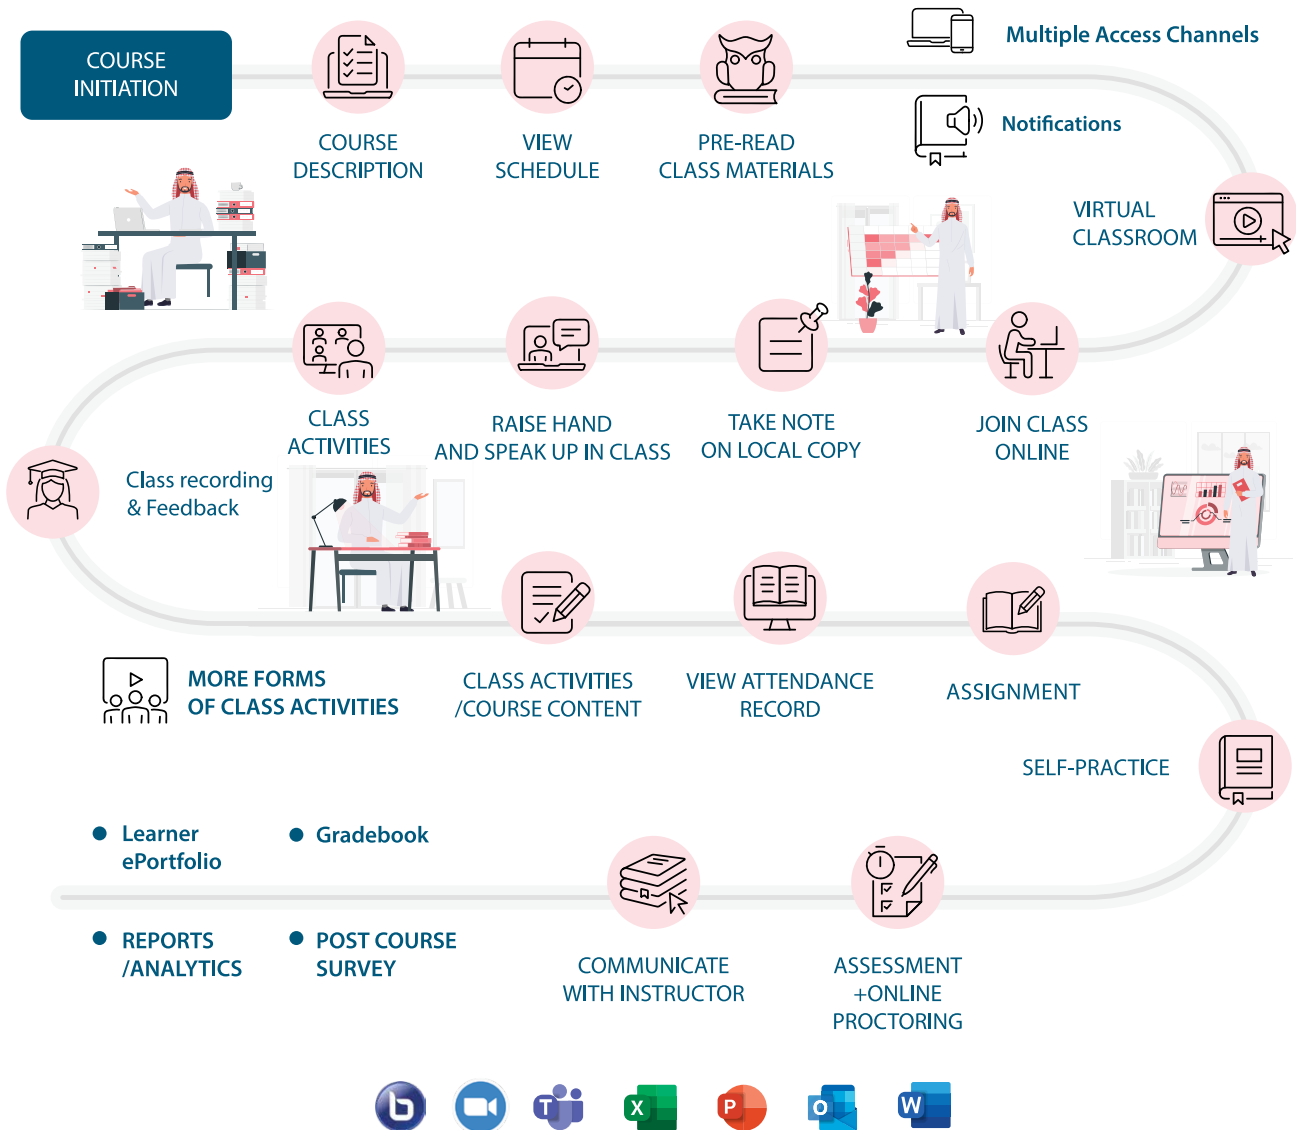 COURSE
INITIATION
COURSE
DESCRIPTION
VIEW
SCHEDULE
PRE-READ
CLASS MATERIALS
Multiple Access Channels
Notifications
VIRTUAL
CLASSROOM
JOIN CLASS
ONLINE
TAKE NOTE
ON LOCAL COPY
RAISE HAND
AND SPEAK UP IN CLASS
CLASS
ACTIVITIES
Class recording
& Feedback
MORE FORMS
OF CLASS ACTIVITIES
CLASS ACTIVITIES
/COURSE CONTENT
VIEW ATTENDANCE
RECORD
ASSIGNMENT
SELF-PRACTICE
ASSESSMENT
+ONLINE
PROCTORING
COMMUNICATE
WITH INSTRUCTOR
Learner
ePortfolio
Gradebook
REPORTS
/ANALYTICS
POST COURSE
SURVEY
b
T
X
P
O
W